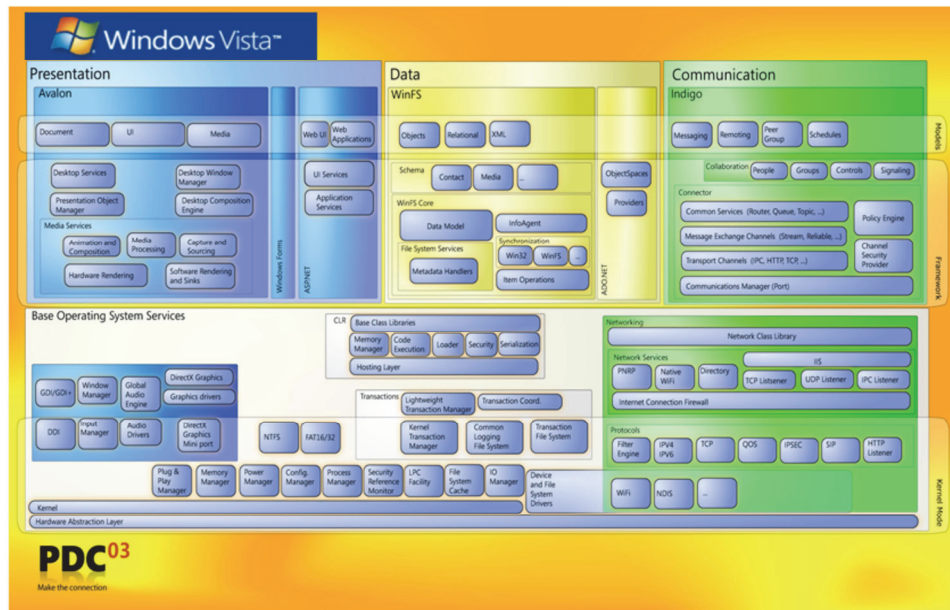 Windows Vista™
Presentation
Data
Communication
Avalon
WinFS
Indigo
Document
UI
Media
Web UI
Web
Applications
Objects
Relational
XML
Messaging
Remoting
Peer
Group
Schedules
Models
Desktop Services
Desktop Window
Manager
Presentation Object
Manager
Desktop Composition
Engine
Media Services
Animation and
Composition
Media
Processing
Capture and
Sourcing
Hardware Rendering
Software Rendering
and Sinks
Windows Forms
UI Services
Application
Services
ASP.NET
Schema
Contact
Media
...
WinFS Core
Data Model
InfoAgent
File System Services
Metadata Handlers
Synchronization
Win32
WinFS
...
Item Operations
ObjectSpaces
Providers
ADO.NET
Collaboration
People
Groups
Controls
Signaling
Connector
Common Services (Router, Queue, Topic, ...)
Message Exchange Channels (Stream, Reliable, ...)
Transport Channels (IPC, HTTP, TCP, ...)
Communications Manager (Port)
Policy Engine
Channel
Security
Provider
Framework
Base Operating System Services
CLR
Base Class Libraries
Memory
Manager
Code
Execution
Loader
Security
Serialization
Hosting Layer
Networking
Network Class Library
Network Services
PNRP
Native
WiFi
Directory
IIS
TCP Listsener
UDP Listener
IPC Listener
Internet Connection Firewall
GDI/GDI+
Window
Manager
Global
Audio
Engine
DirectX Graphics
Graphics drivers
DDI
Input
Manager
Audio
Drivers
DirectX
Graphics
Mini port
Transactions
Lightweight
Transaction Manager
Transaction Coord.
Kernel
Transaction
Manager
Common
Logging
File System
Transaction
File System
NTFS
FAT16/32
Protocols
Filter
Engine
IPV4
IPV6
TCP
QOS
IPSEC
SIP
HTTP
Listener
WiFi
NDIS
...
Plug &
Play
Manager
Memory
Manager
Power
Manager
Config.
Manager
Process
Manager
Security
Reference
Monitor
LPC
Facility
File
System
Cache
IO
Manager
Device
and File
System
Drivers
Kernel
Hardware Abstraction Layer
Kernel Mode
PDC03
Make the connection